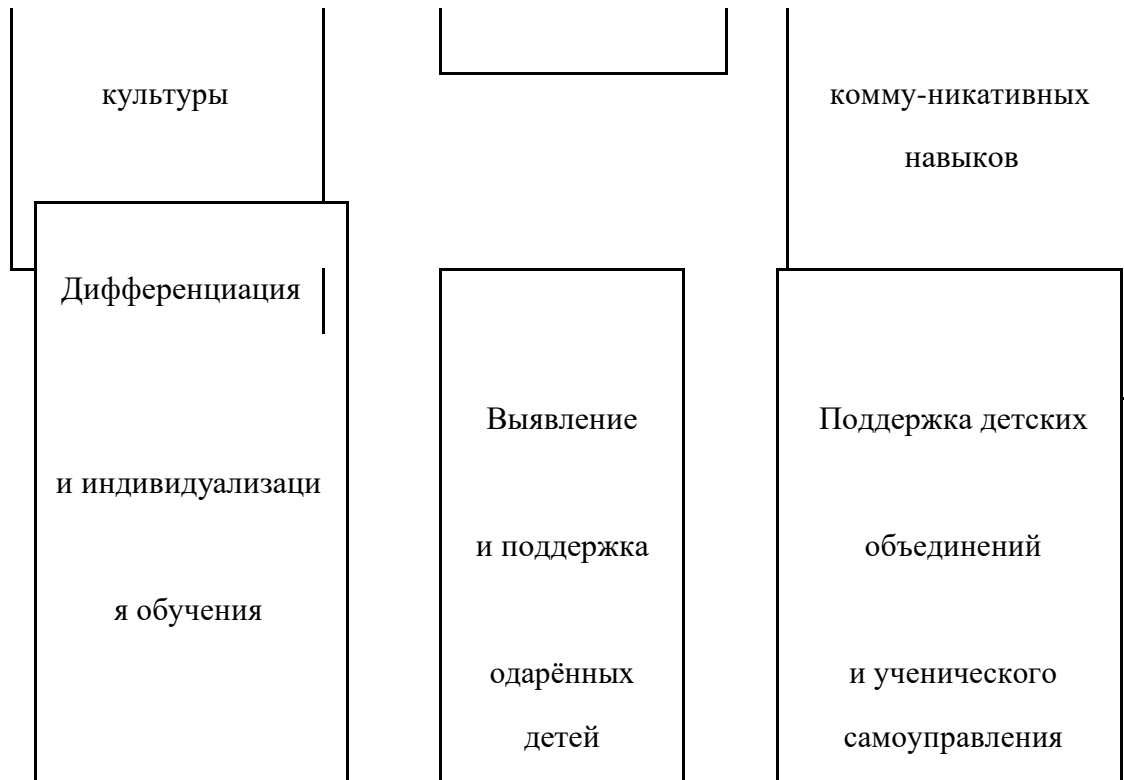 культуры
комму-никативных
навыков
Дифференциация
и индивидуализаци
я обучения
Выявление
и поддержка
одарённых
детей
Поддержка детских
объединений
и ученического
самоуправления